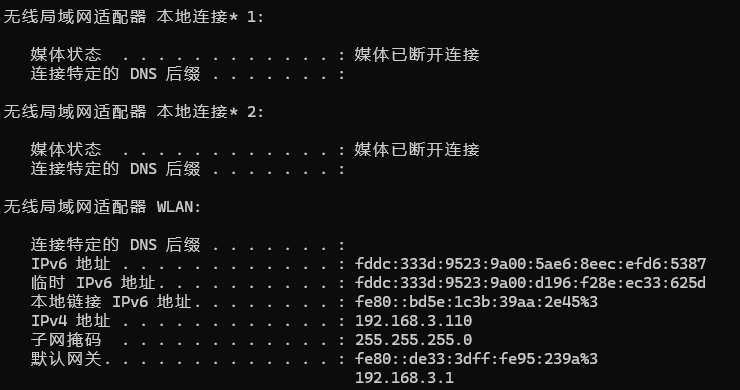 无线局域网适配器 本地连接* 1:
媒体状态 . . . . . . . . . . . . : 媒体已断开连接
连接特定的 DNS 后缀 . . . . . . . :
无线局域网适配器 本地连接* 2:
媒体状态 . . . . . . . . . . . . : 媒体已断开连接
连接特定的 DNS 后缀 . . . . . . . :
无线局域网适配器 WLAN:
连接特定的 DNS 后缀 . . . . . . . :
IPv6 地址 . . . . . . . . . . . . : fddc:333d:9523:9a00:5ae6:8eec:efd6:5387
临时 IPv6 地址. . . . . . . . . . : fddc:333d:9523:9a00:d196:f28e:ec33:625d
本地链接 IPv6 地址. . . . . . . . : fe80::bd5e:1c3b:39aa:2e45%3
IPv4 地址 . . . . . . . . . . . . : 192.168.3.110
子网掩码 . . . . . . . . . . . . : 255.255.255.0
默认网关. . . . . . . . . . . . . : fe80::de33:3dff:fe95:239a%3
192.168.3.1